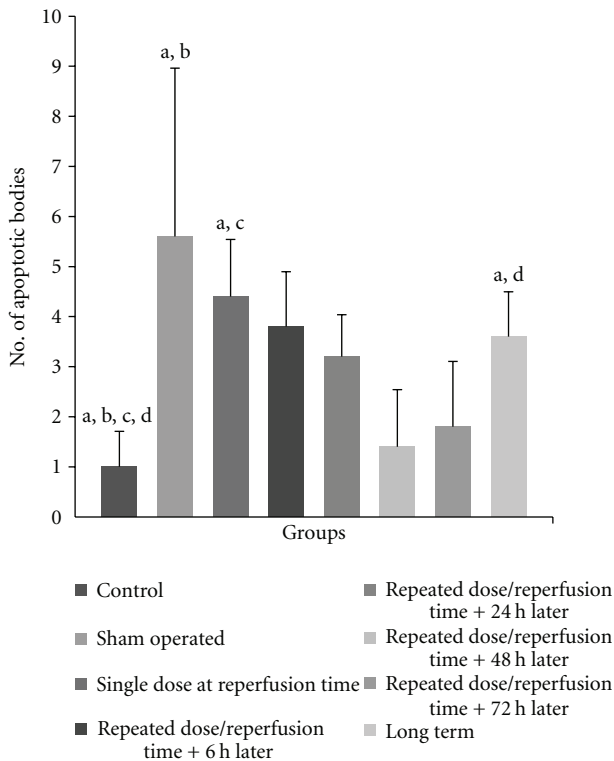 10
9
8
7
6
5
4
3
2
1
0
No. of apoptotic bodies
a, b, c, d
a, b
a, c
a, d
Groups
Control
Sham operated
Single dose at reperfusion time
Repeated dose/reperfusion
time + 6 h later
Repeated dose/reperfusion
time + 24 h later
Repeated dose/reperfusion
time + 48 h later
Repeated dose/reperfusion
time + 72 h later
Long term